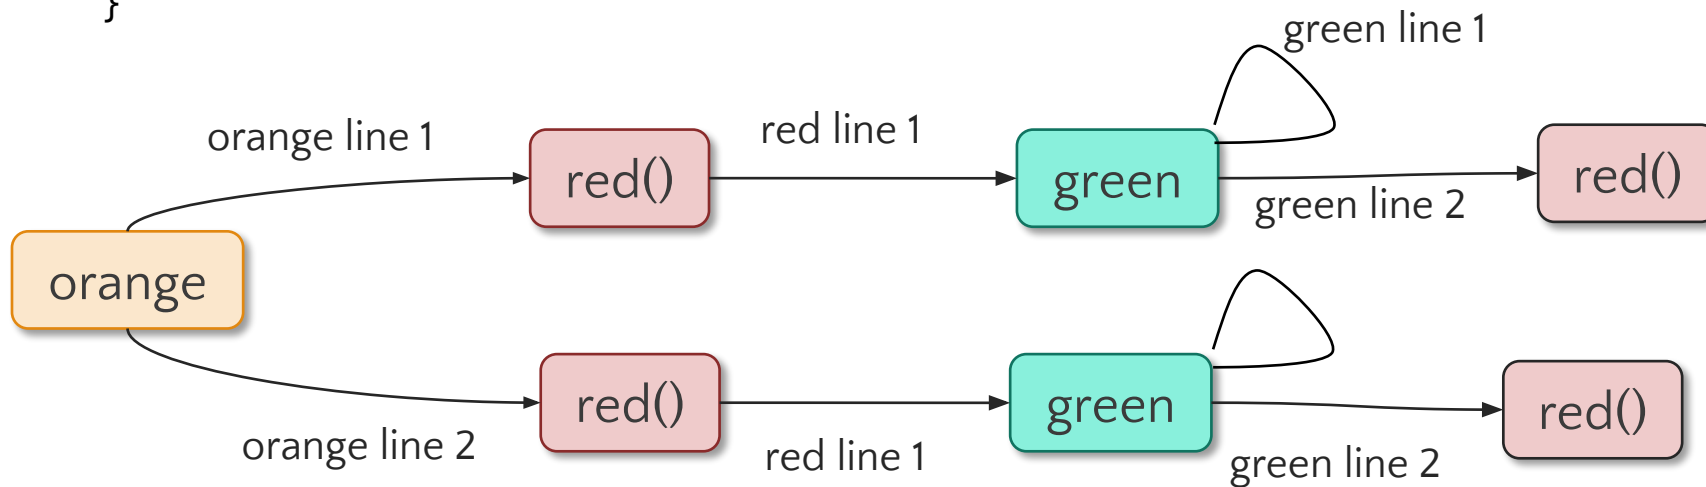 }
green line 1
orange line 1
red line 1
red()
green
red()
green line 2
orange
red()
green
red()
orange line 2
red line 1
green line 2